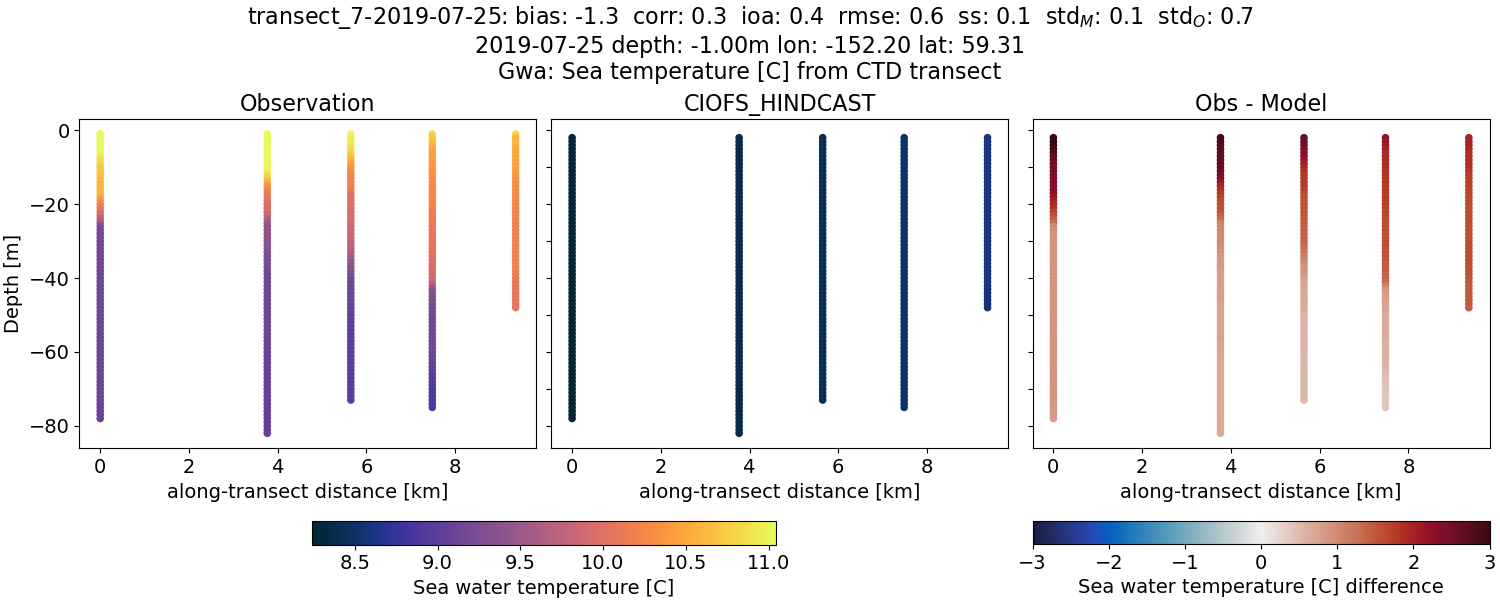 transect_7-2019-07-25: bias: -1.3 corr: 0.3 ioa: 0.4 rmse: 0.6 ss: 0.1 std_M: 0.1 std_O: 0.7
2019-07-25 depth: -1.00m lon: -152.20 lat: 59.31
Gwa: Sea temperature [C] from CTD transect
Observation
CIOFS_HINDCAST
Obs - Model
Depth [m]
0
−20
−40
−60
−80
0 2 4 6 8
0 2 4 6 8
0 2 4 6 8
along-transect distance [km]
along-transect distance [km]
along-transect distance [km]
8.5 9.0 9.5 10.0 10.5 11.0
Sea water temperature [C]
−3 −2 −1 0 1 2 3
Sea water temperature [C] difference